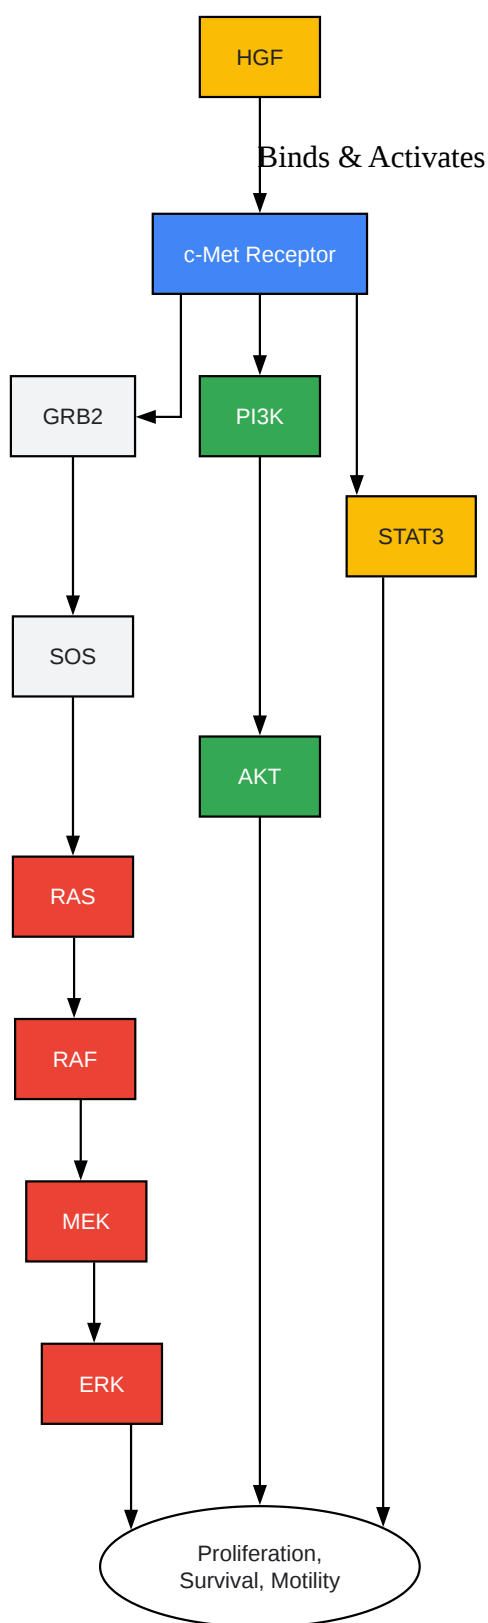 HGF
Binds & Activates
c-Met Receptor
GRB2
PI3K
STAT3
SOS
AKT
RAS
RAF
MEK
ERK
Proliferation,
Survival, Motility